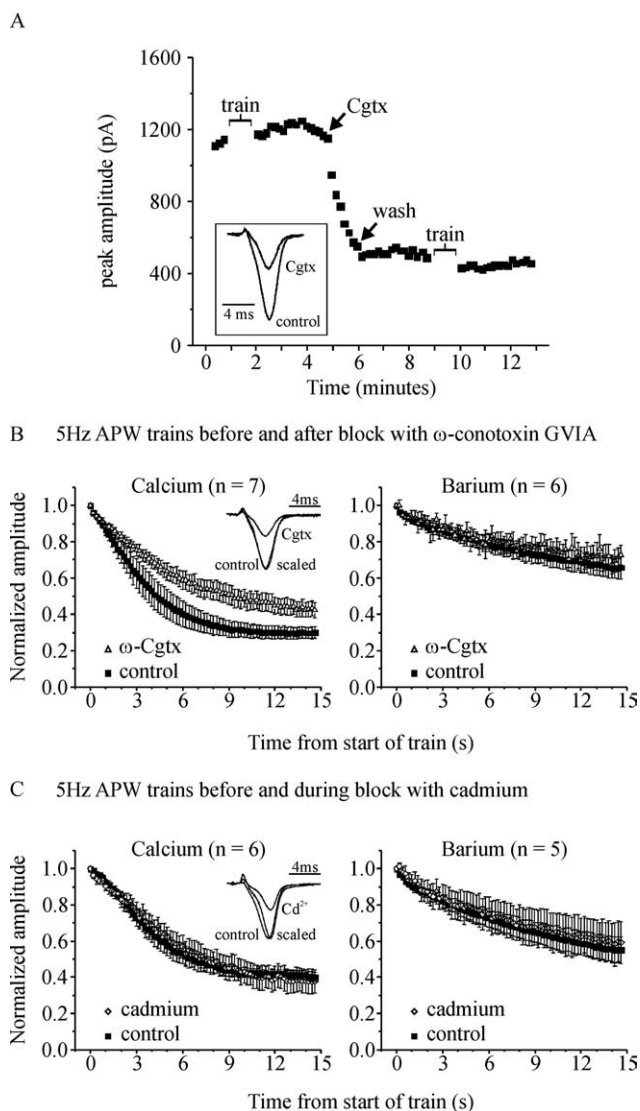 A
1600
1200
800
400
0
peak amplitude (pA)
train
Cgtx
wash
train
Cgtx
4 ms
control
0 2 4 6 8 10 12
Time (minutes)
B 5Hz APW trains before and after block with ω-conotoxin GVIA
Calcium (n = 7)
4ms
Cgtx
control scaled
1.0
0.8
0.6
0.4
0.2
0.0
Normalized amplitude
ω-Cgtx
control
0 3 6 9 12 15
Barium (n = 6)
1.0
0.8
0.6
0.4
0.2
0.0
ω-Cgtx
control
0 3 6 9 12 15
Time from start of train (s)
C 5Hz APW trains before and during block with cadmium
Calcium (n = 6)
4ms
Cd²⁺
control scaled
1.0
0.8
0.6
0.4
0.2
0.0
Normalized amplitude
cadmium
control
0 3 6 9 12 15
Barium (n = 5)
1.0
0.8
0.6
0.4
0.2
0.0
cadmium
control
0 3 6 9 12 15
Time from start of train (s)